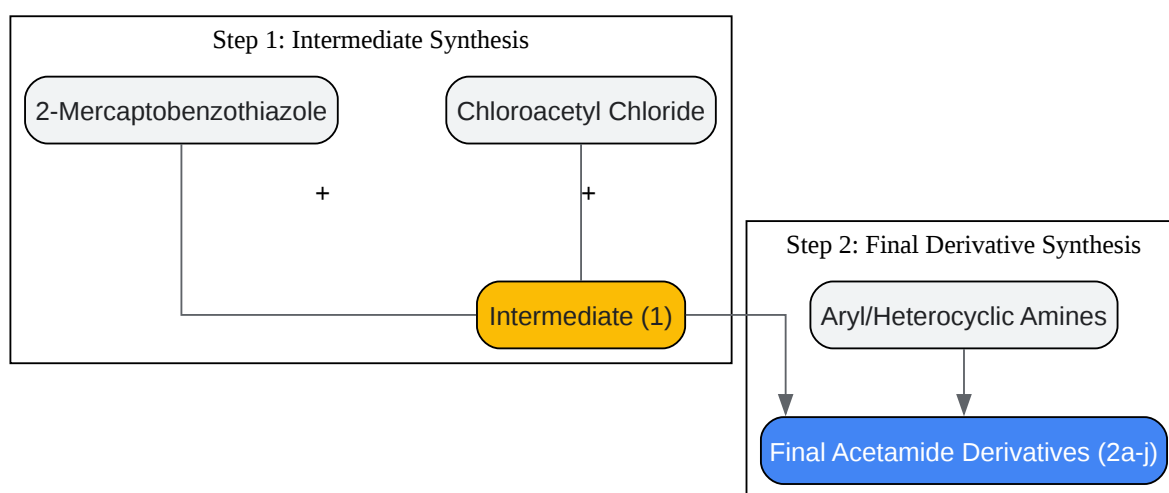 Step 1: Intermediate Synthesis
2-Mercaptobenzothiazole
Chloroacetyl Chloride
+
+
Intermediate (1)
Step 2: Final Derivative Synthesis
Aryl/Heterocyclic Amines
Final Acetamide Derivatives (2a-j)